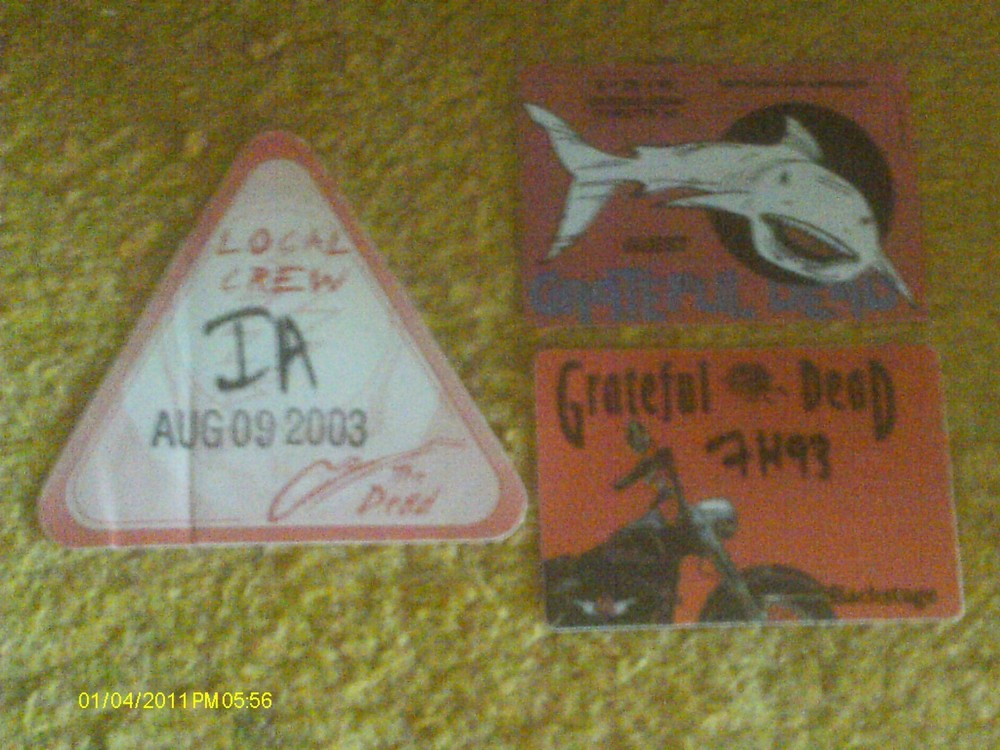 LOCAL
CREW
IA
AUG 09 2003
The
Dead
GUEST
GRATEFUL DEAD
Grateful Dead
Backstage
01/04/2011 PM 05:56